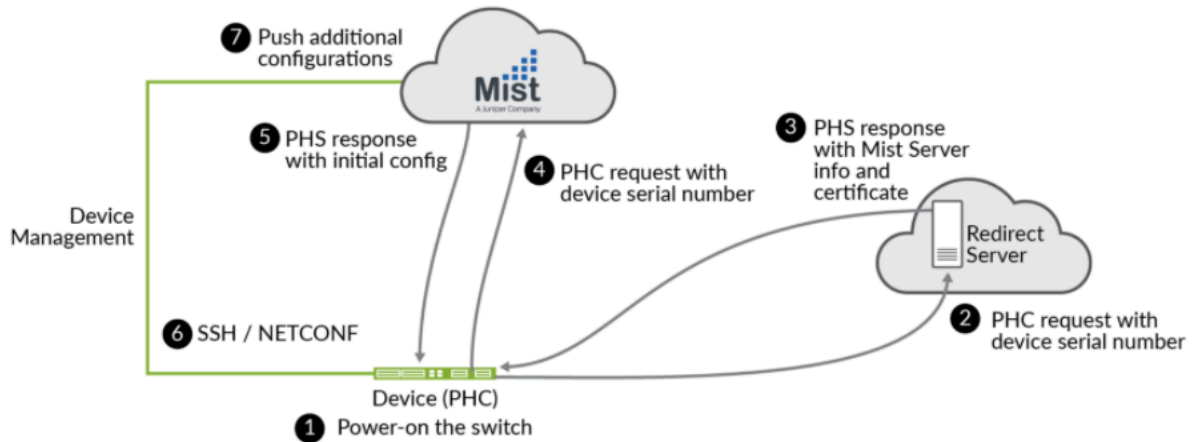 7 Push additional
configurations
Mist
A Juniper Company
5 PHS response
with initial config
4 PHC request with
device serial number
3 PHS response
with Mist Server
info and
certificate
Redirect
Server
2 PHC request with
device serial number
Device
Management
6 SSH / NETCONF
Device (PHC)
1 Power-on the switch